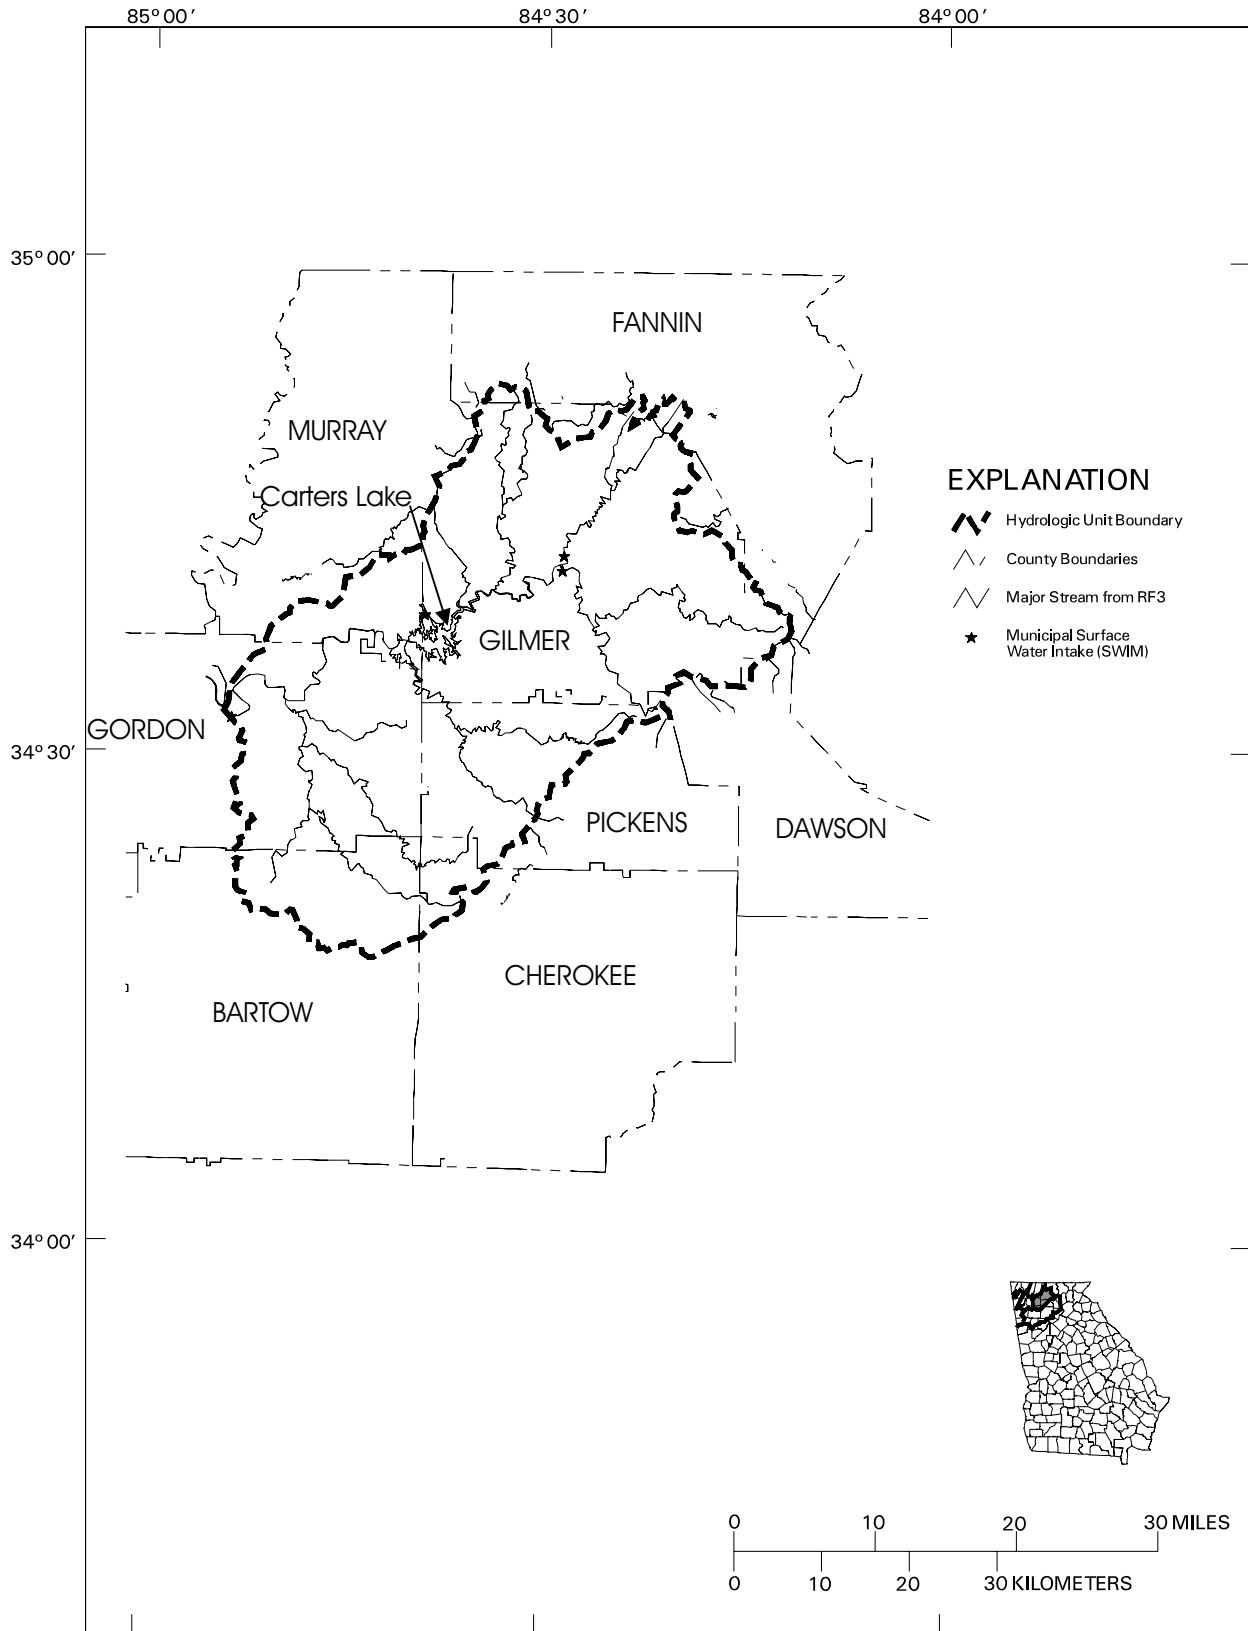 85° 00’
84° 30’
84° 00’
35° 00’
FANNIN
MURRAY
Carters Lake
EXPLANATION
Hydrologic Unit Boundary
County Boundaries
Major Stream from RF3
Municipal Surface
Water Intake (SWIM)
GILMER
GORDON
34° 30’
PICKENS
DAWSON
CHEROKEE
BARTOW
34° 00’
0 10 20 30 MILES
0 10 20 30 KILOMETERS